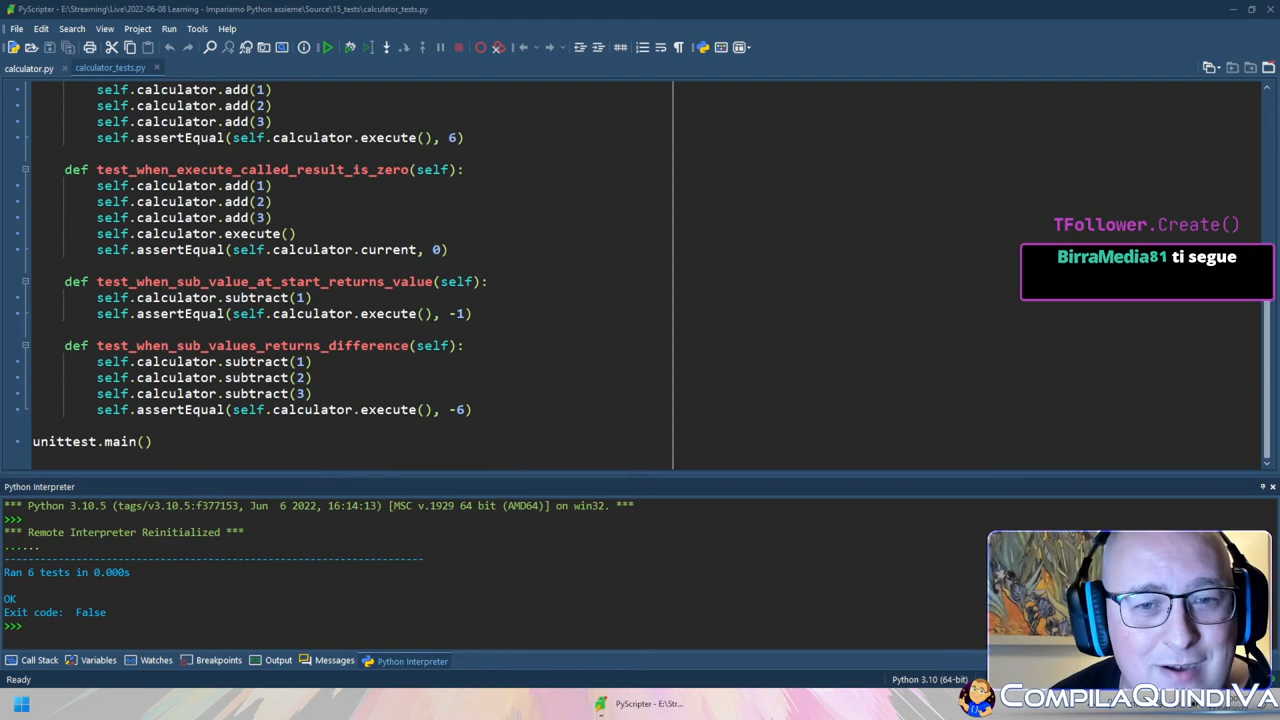 PyScripter - E:\Streaming\Live\2022-06-08 Learning - Impariamo Python assieme\Source\15_tests\calculator_tests.py
File Edit Search View Project Run Tools Help
calculator.py × calculator_tests.py ×
self.calculator.add(1)
self.calculator.add(2)
self.calculator.add(3)
self.assertEqual(self.calculator.execute(), 6)
def test_when_execute_called_result_is_zero(self):
self.calculator.add(1)
self.calculator.add(2)
self.calculator.add(3)
self.calculator.execute()
self.assertEqual(self.calculator.current, 0)
def test_when_sub_value_at_start_returns_value(self):
self.calculator.subtract(1)
self.assertEqual(self.calculator.execute(), -1)
def test_when_sub_values_returns_difference(self):
self.calculator.subtract(1)
self.calculator.subtract(2)
self.calculator.subtract(3)
self.assertEqual(self.calculator.execute(), -6)
unittest.main()
TFollower.Create()
BirraMedia81 ti segue
Python Interpreter
*** Python 3.10.5 (tags/v3.10.5:f377153, Jun  6 2022, 16:14:13) [MSC v.1929 64 bit (AMD64)] on win32. ***
>>>
*** Remote Interpreter Reinitialized ***
......
----------------------------------------------------------------------
Ran 6 tests in 0.000s
OK
Exit code:  False
>>>
Call Stack Variables Watches Breakpoints Output Messages Python Interpreter
Ready Python 3.10 (64-bit)
PyScripter - E:\Stre...
COMPILAQUINDIVA